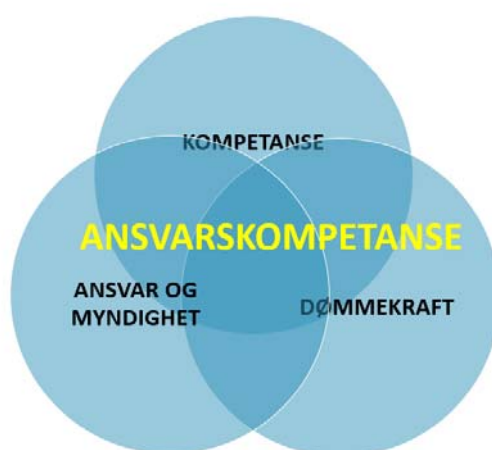 KOMPETANSE
ANSVARSKOMPETANSE
ANSVAR OG
MYNDIGHET
DØMMEKRAFT